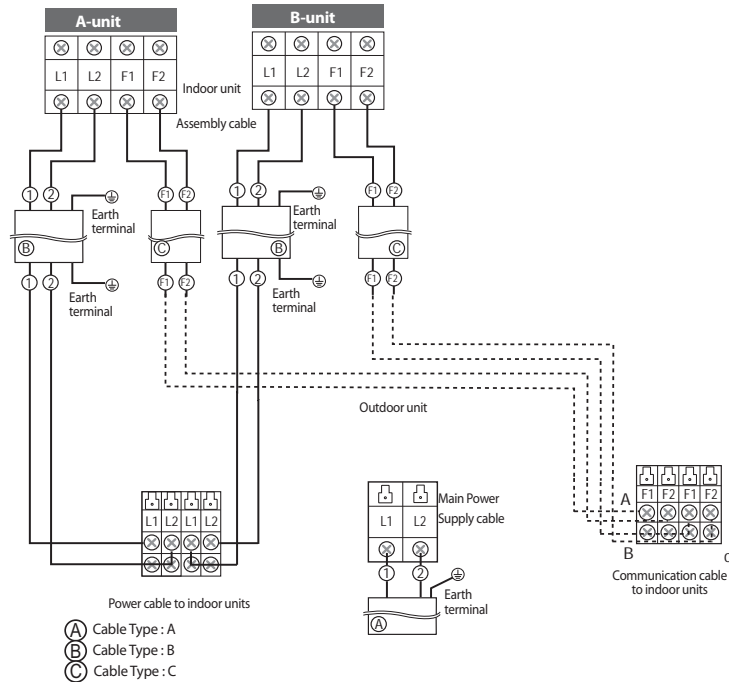 A-unit
B-unit
L1 L2 F1 F2
L1 L2 F1 F2
Indoor unit
Assembly cable
1 2
F1 F2
1 2
F1 F2
Earth
terminal
Earth
terminal
B
C
B
C
1 2
F1 F2
1 2
F1 F2
Earth
terminal
Earth
terminal
Outdoor unit
L1 L2 L1 L2
L1 L2
Main Power
Supply cable
A
F1 F2 F1 F2
B
1 2
Earth
terminal
A
Communication cable
to indoor units
Power cable to indoor units
A Cable Type : A
B Cable Type : B
C Cable Type : C